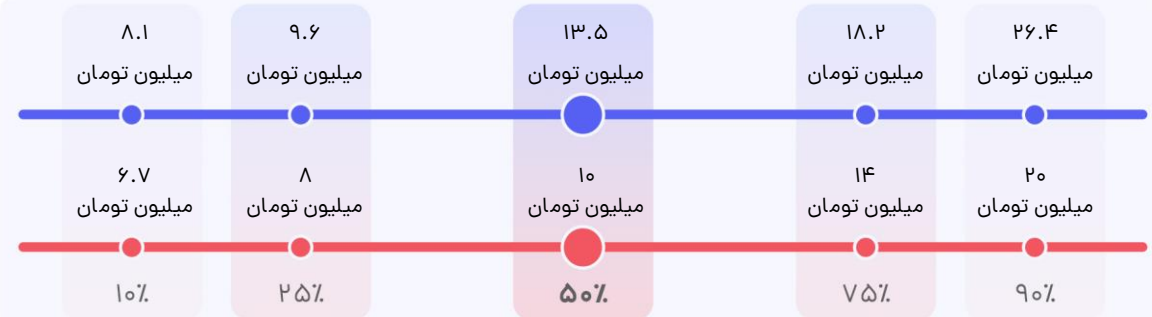 ۸.۱ ۹.۶ ۱۳.۵ ۱۸.۲ ۲۶.۴
میلیون تومان میلیون تومان میلیون تومان میلیون تومان میلیون تومان
۶.۷ ۸ ۱۰ ۱۴ ۲۰
میلیون تومان میلیون تومان میلیون تومان میلیون تومان میلیون تومان
۱۰٪ ۲۵٪ ۵۰٪ ۷۵٪ ۹۰٪